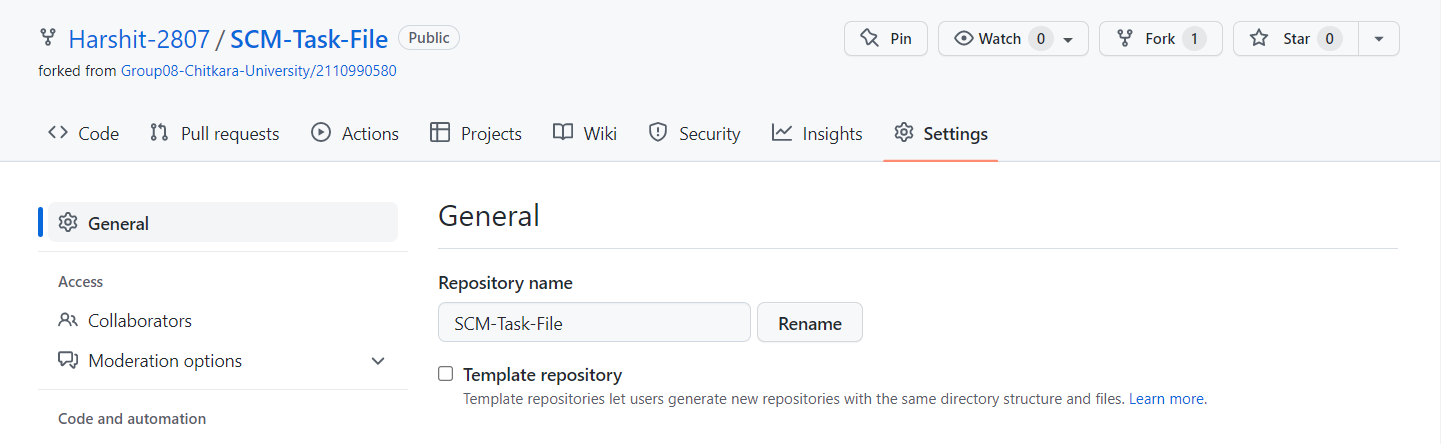 Harshit-2807 / SCM-Task-File Public Pin Watch 0 Fork 1 Star 0
forked from Group08-Chitkara-University/2110990580
Code Pull requests Actions Projects Wiki Security Insights Settings
General
Access
Collaborators
Moderation options
Code and automation
General
Repository name
SCM-Task-File Rename
Template repository
Template repositories let users generate new repositories with the same directory structure and files. Learn more.